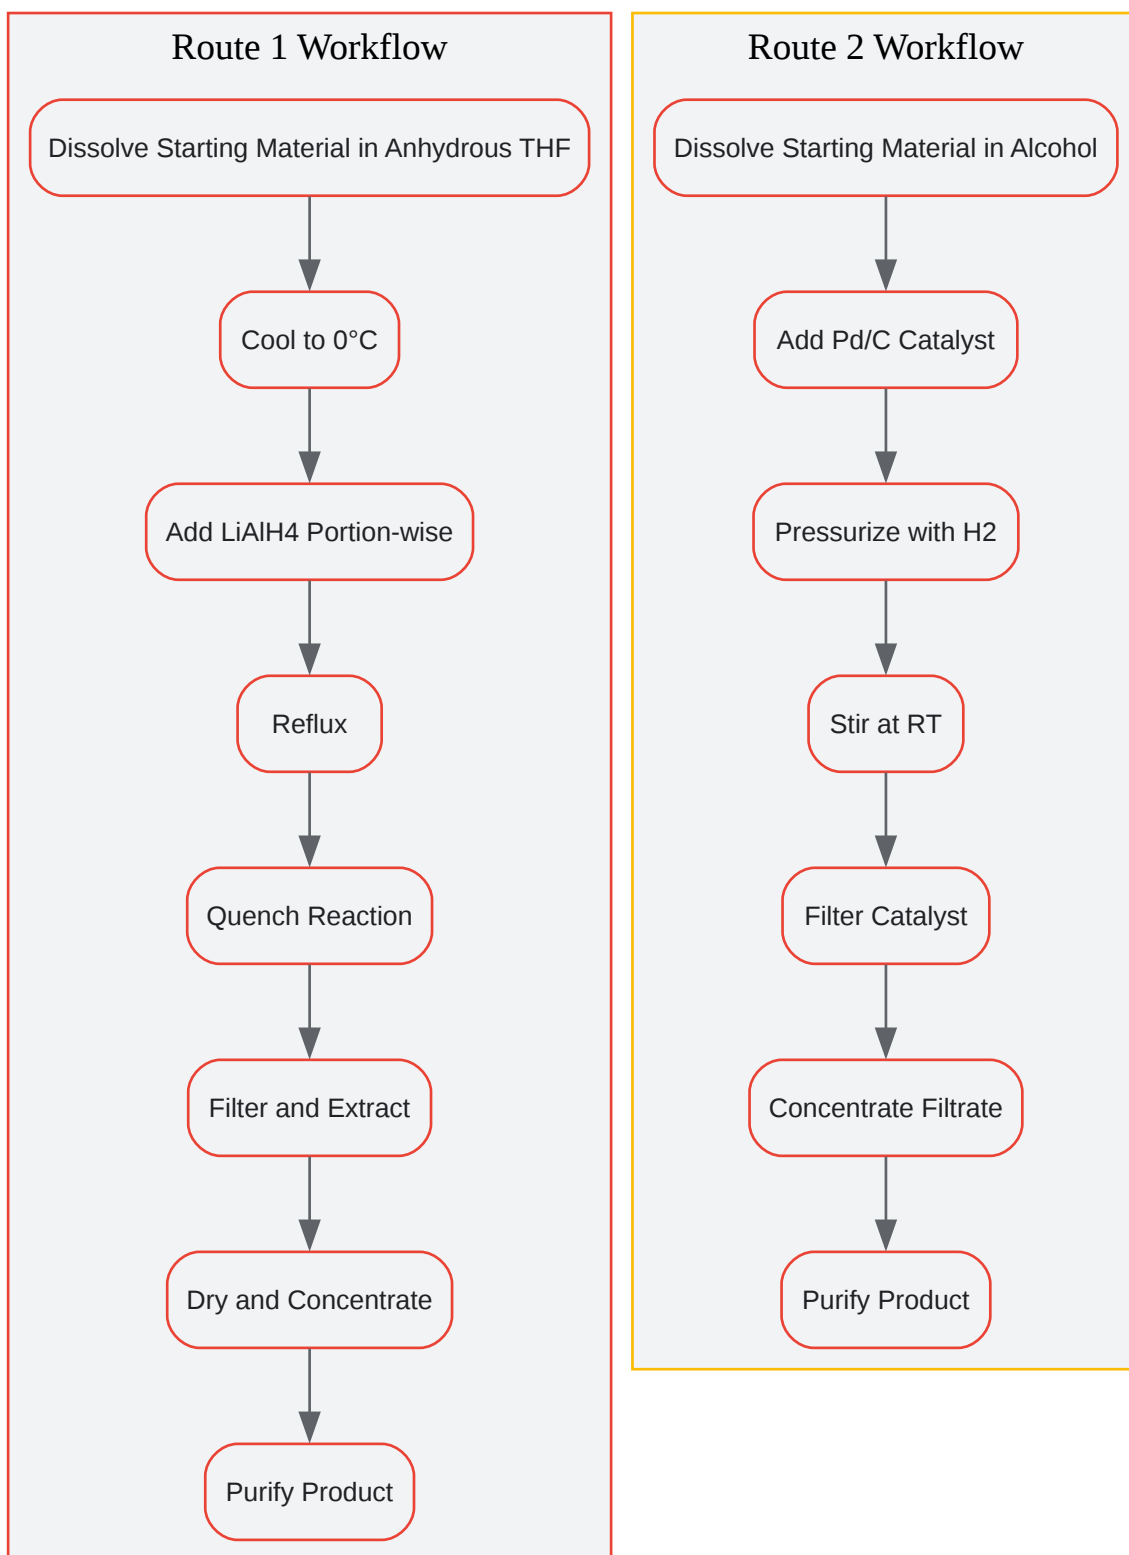 Route 1 Workflow
Dissolve Starting Material in Anhydrous THF
Cool to 0°C
Add LiAlH4 Portion-wise
Reflux
Quench Reaction
Filter and Extract
Dry and Concentrate
Purify Product
Route 2 Workflow
Dissolve Starting Material in Alcohol
Add Pd/C Catalyst
Pressurize with H2
Stir at RT
Filter Catalyst
Concentrate Filtrate
Purify Product